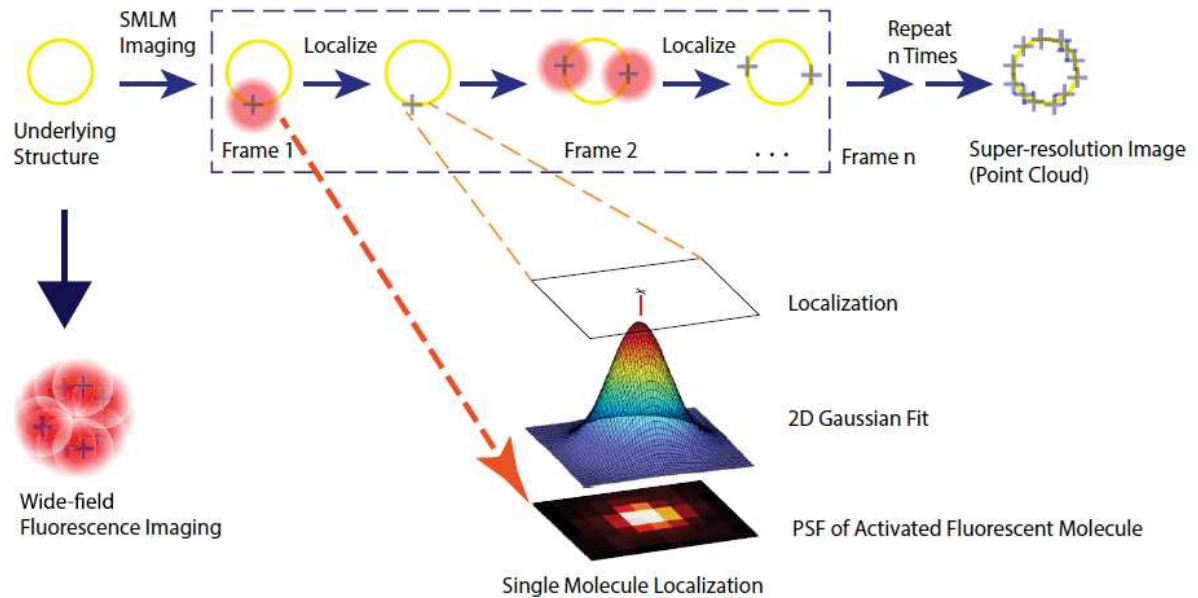 SMLM
Imaging
Localize
Localize
Repeat
n Times
Underlying
Structure
Frame 1
Frame 2
. . .
Frame n
Super-resolution Image
(Point Cloud)
Localization
2D Gaussian Fit
Wide-field
Fluorescence Imaging
PSF of Activated Fluorescent Molecule
Single Molecule Localization